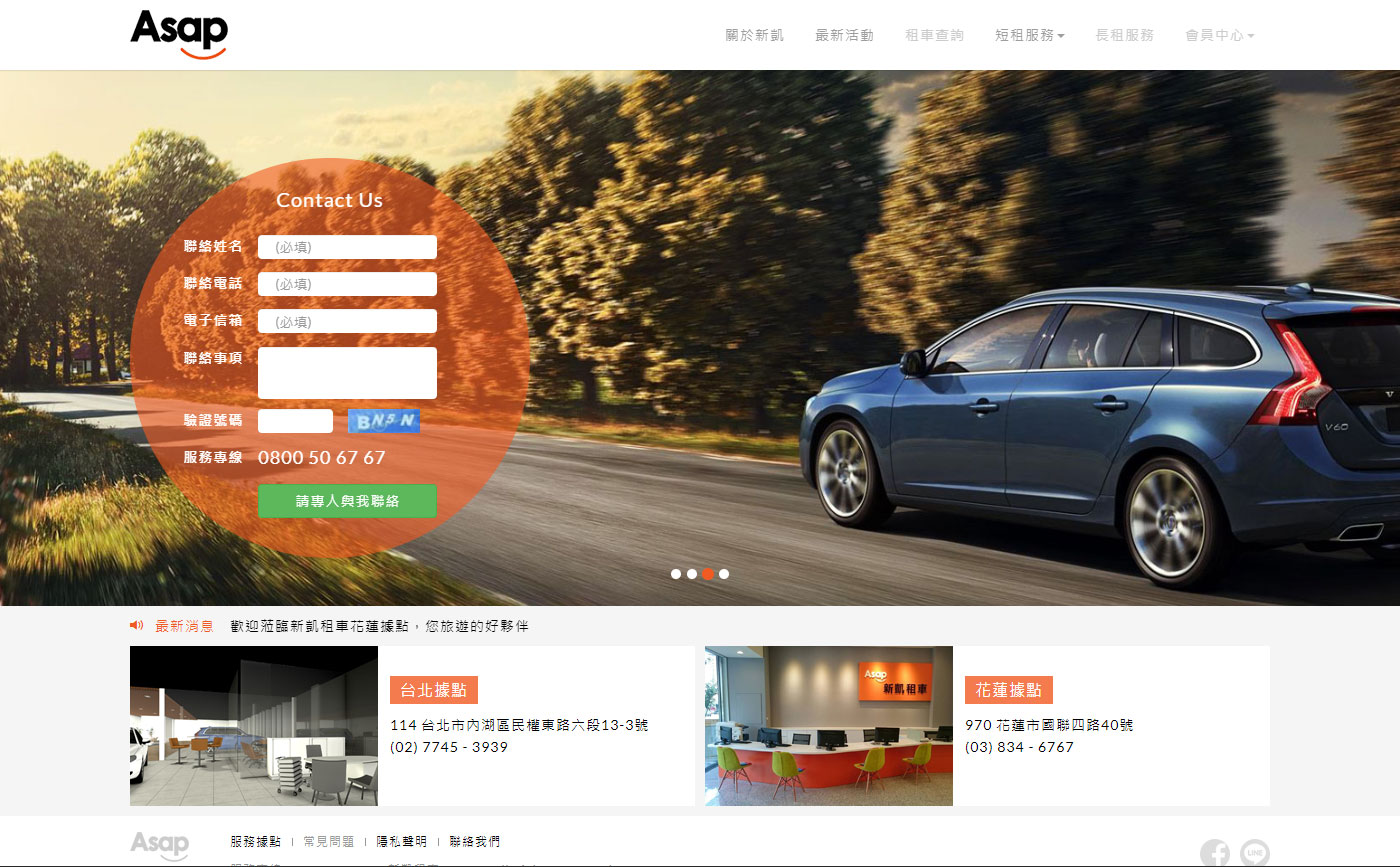 Asap
關於新凱 最新活動 租車查詢 短租服務 長租服務 會員中心
Contact Us
聯絡姓名 (必填)
聯絡電話 (必填)
電子信箱 (必填)
聯絡事項
驗證號碼 BN5N
服務專線 0800 50 67 67
請專人與我聯絡
V60
最新消息 歡迎蒞臨新凱租車花蓮據點，您旅遊的好夥伴
台北據點
114 台北市內湖區民權東路六段13-3號
(02) 7745 - 3939
Asap
新凱租車
花蓮據點
970 花蓮市國聯四路40號
(03) 834 - 6767
Asap
服務據點 | 常見問題 | 隱私聲明 | 聯絡我們
LINE